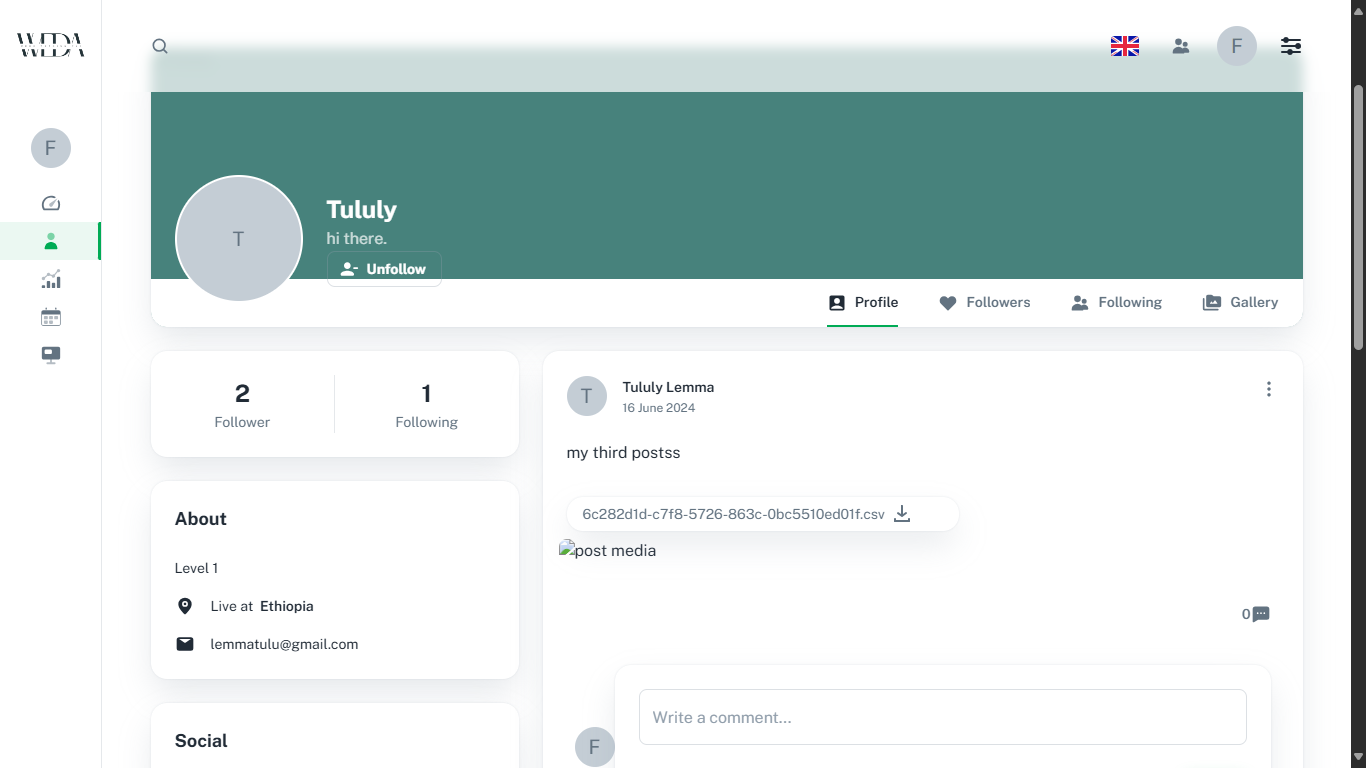 WEDA
F
F
T
Tululy
hi there.
Unfollow
Profile
Followers
Following
Gallery
2
Follower
1
Following
About
Level 1
Live at Ethiopia
lemmatulu@gmail.com
Social
T
Tululy Lemma
16 June 2024
my third postss
6c282d1d-c7f8-5726-863c-0bc5510ed01f.csv
post media
0
F
Write a comment...